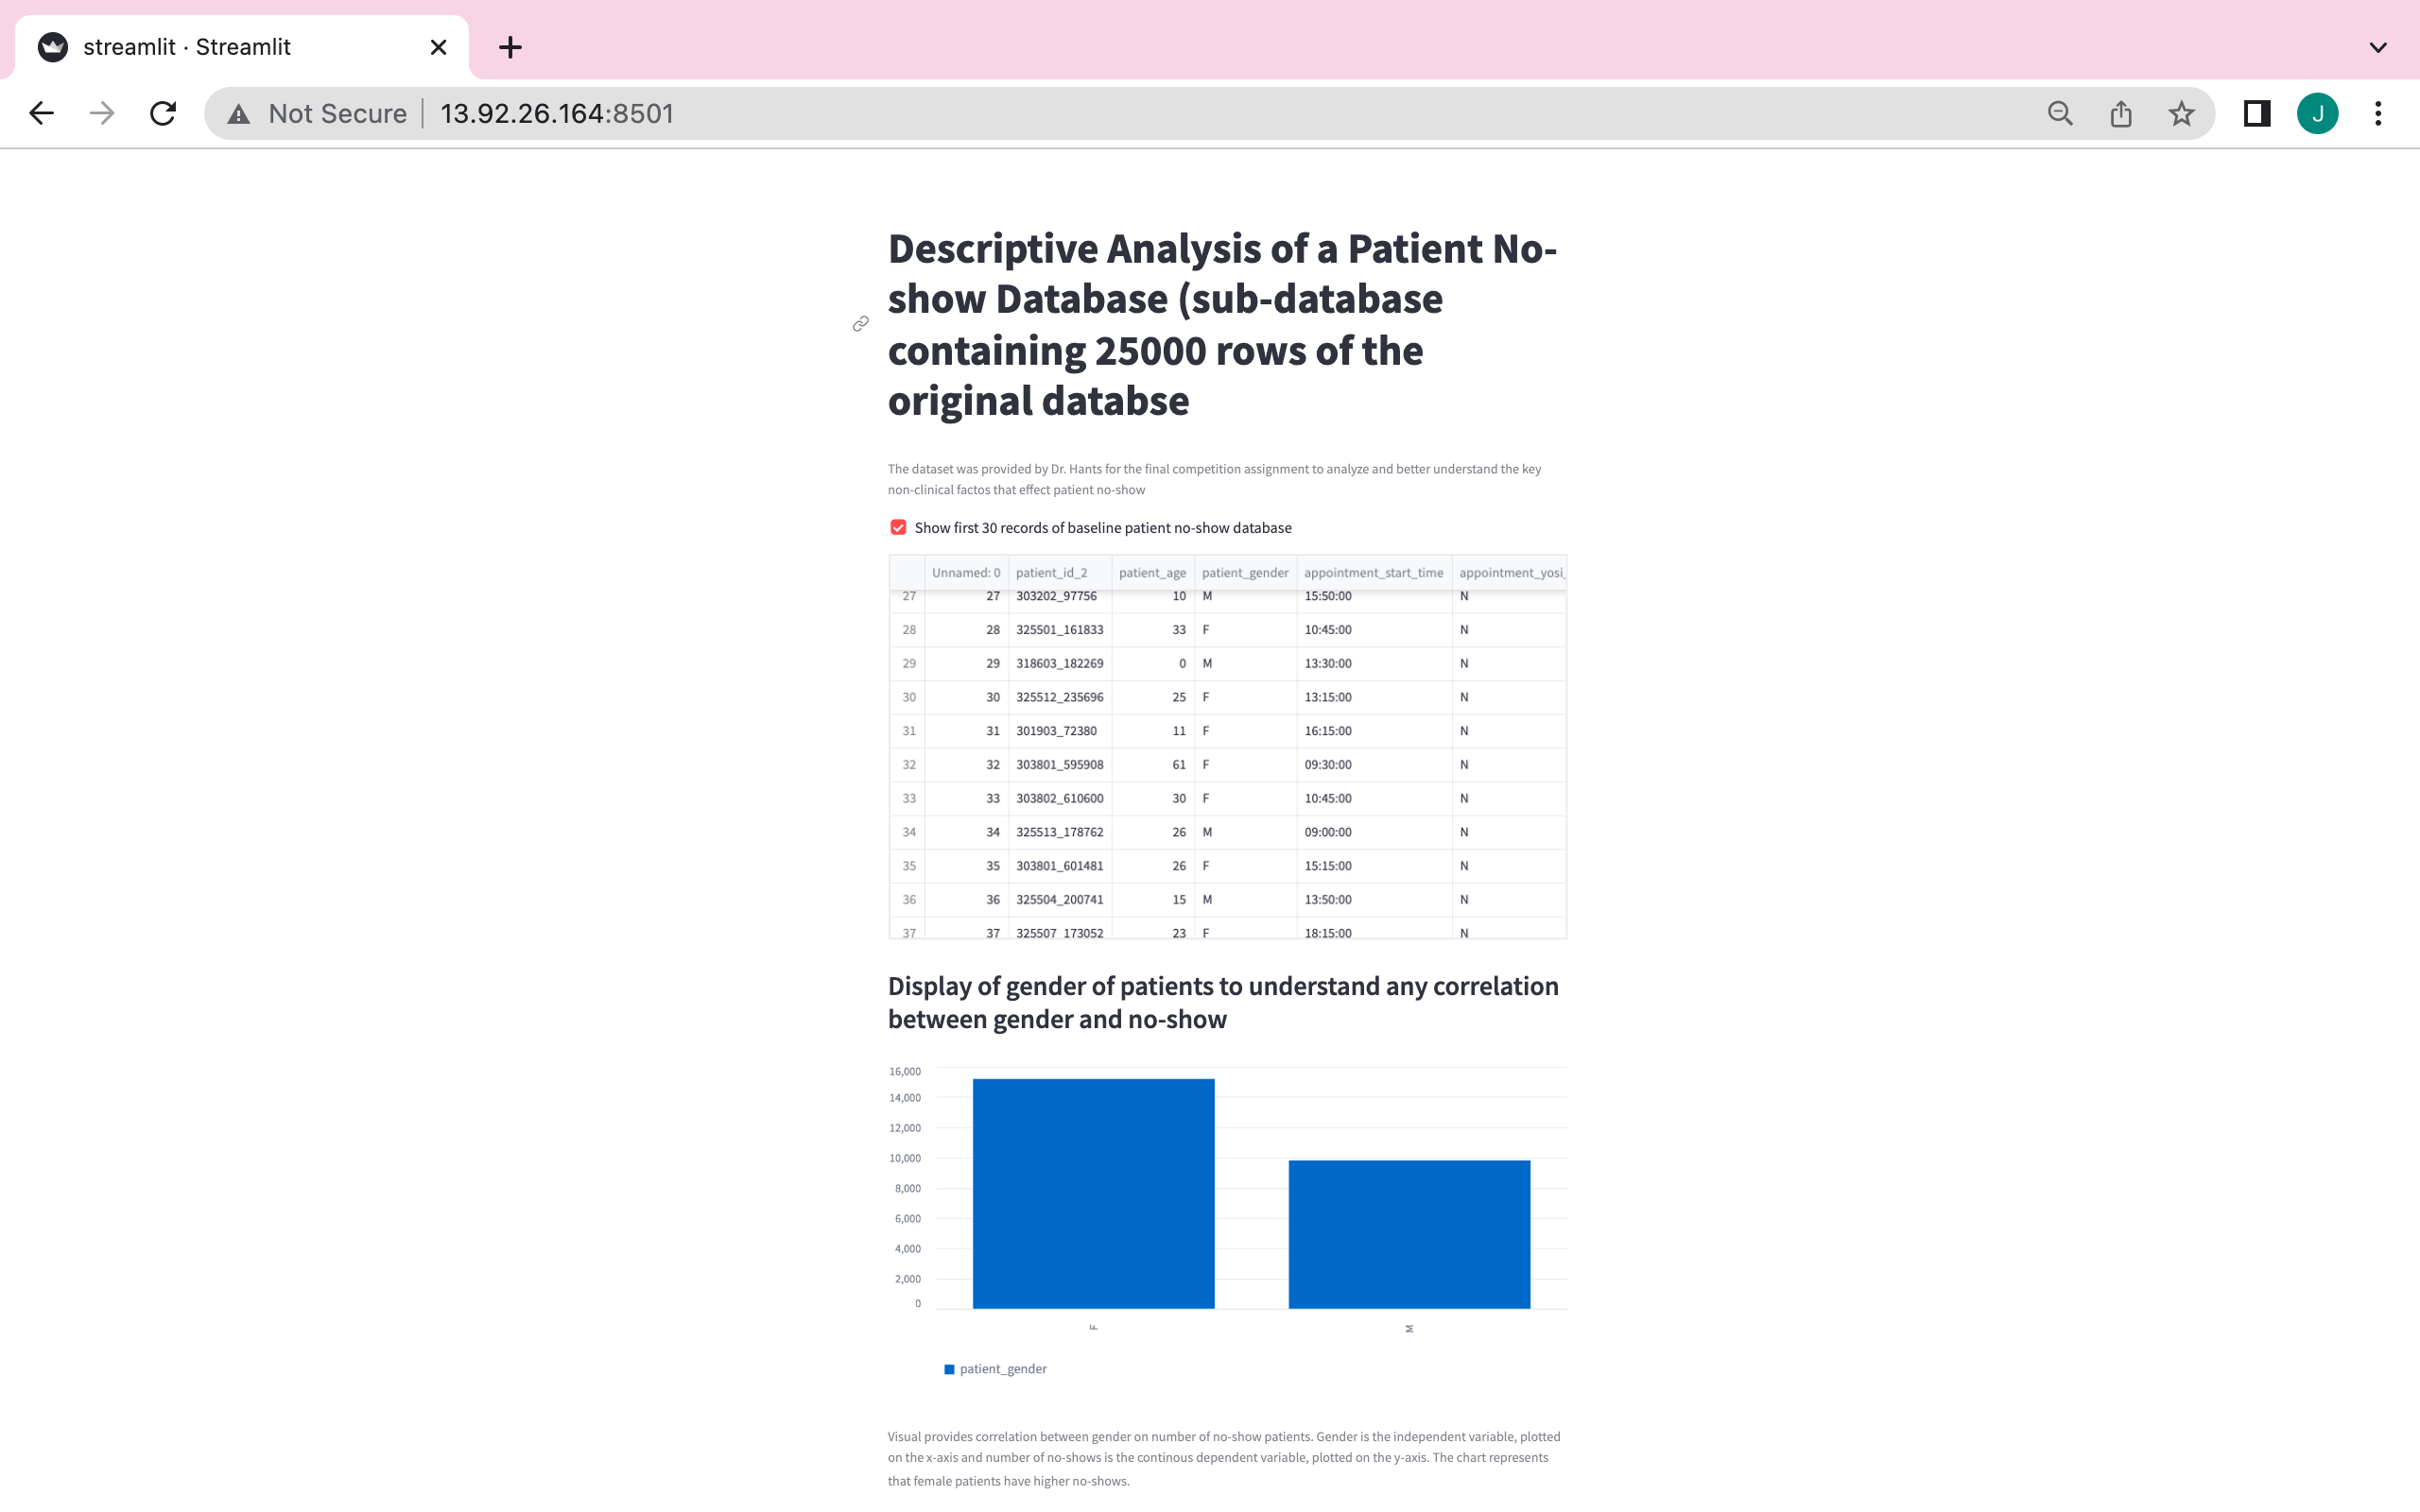 streamlit · Streamlit
Not Secure 13.92.26.164:8501
J
Descriptive Analysis of a Patient No-
show Database (sub-database
containing 25000 rows of the
original databse
The dataset was provided by Dr. Hants for the final competition assignment to analyze and better understand the key
non-clinical factos that effect patient no-show
Show first 30 records of baseline patient no-show database
Unnamed: 0 patient_id_2 patient_age patient_gender appointment_start_time appointment_yosi_
27 27 303202_97756 10 M 15:50:00 N
28 28 325501_161833 33 F 10:45:00 N
29 29 318603_182269 0 M 13:30:00 N
30 30 325512_235696 25 F 13:15:00 N
31 31 301903_72380 11 F 16:15:00 N
32 32 303801_595908 61 F 09:30:00 N
33 33 303802_610600 30 F 10:45:00 N
34 34 325513_178762 26 M 09:00:00 N
35 35 303801_601481 26 F 15:15:00 N
36 36 325504_200741 15 M 13:50:00 N
37 37 325507_173052 23 F 18:15:00 N
Display of gender of patients to understand any correlation
between gender and no-show
16,000
14,000
12,000
10,000
8,000
6,000
4,000
2,000
0
F M
patient_gender
Visual provides correlation between gender on number of no-show patients. Gender is the independent variable, plotted
on the x-axis and number of no-shows is the continous dependent variable, plotted on the y-axis. The chart represents
that female patients have higher no-shows.